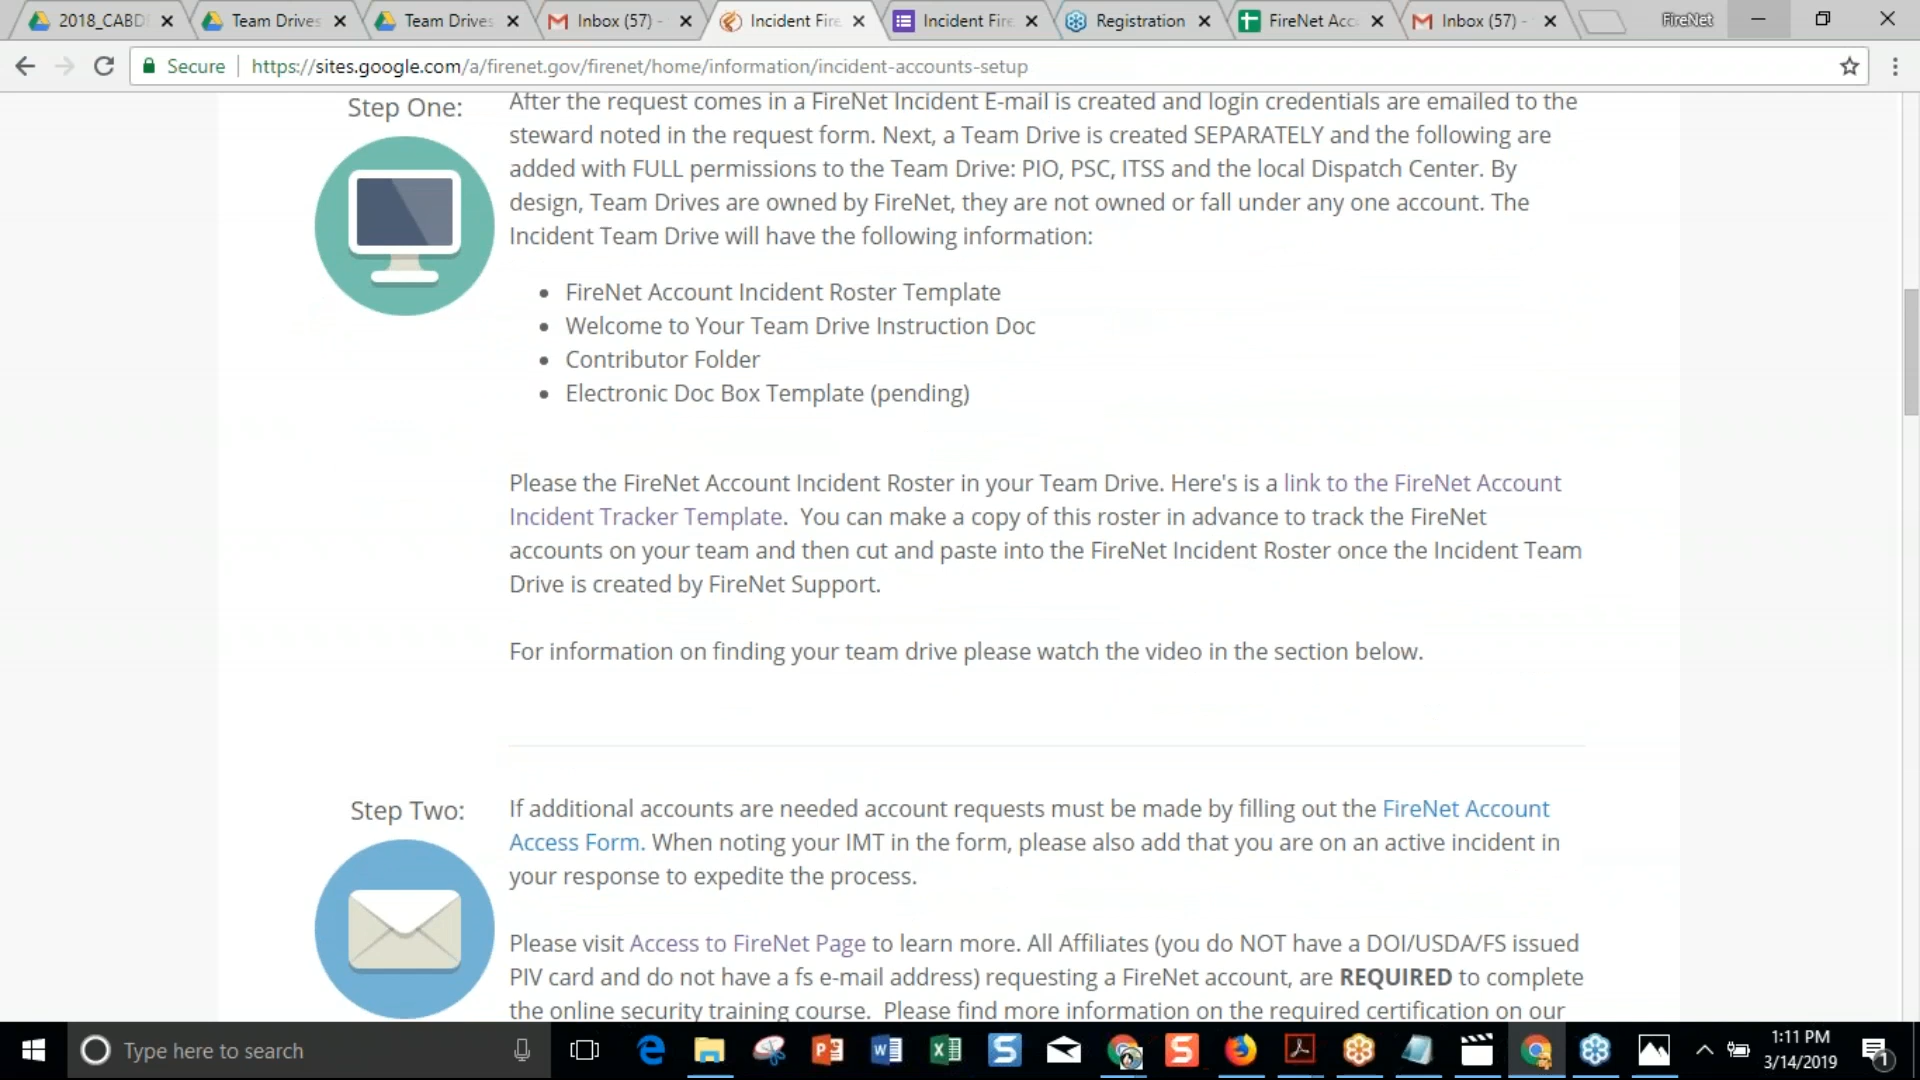 2018_CABD
Team Drives
Team Drives
Inbox (57) -
Incident Fire
Incident Fire
Registration
FireNet Acc
Inbox (57) -
FireNet
Secure
https://sites.google.com/a/firenet.gov/firenet/home/information/incident-accounts-setup
Step One:
After the request comes in a FireNet Incident E-mail is created and login credentials are emailed to the
steward noted in the request form. Next, a Team Drive is created SEPARATELY and the following are
added with FULL permissions to the Team Drive: PIO, PSC, ITSS and the local Dispatch Center. By
design, Team Drives are owned by FireNet, they are not owned or fall under any one account. The
Incident Team Drive will have the following information:
• FireNet Account Incident Roster Template
• Welcome to Your Team Drive Instruction Doc
• Contributor Folder
• Electronic Doc Box Template (pending)
Please the FireNet Account Incident Roster in your Team Drive. Here's is a link to the FireNet Account
Incident Tracker Template. You can make a copy of this roster in advance to track the FireNet
accounts on your team and then cut and paste into the FireNet Incident Roster once the Incident Team
Drive is created by FireNet Support.
For information on finding your team drive please watch the video in the section below.
Step Two:
If additional accounts are needed account requests must be made by filling out the FireNet Account
Access Form. When noting your IMT in the form, please also add that you are on an active incident in
your response to expedite the process.
Please visit Access to FireNet Page to learn more. All Affiliates (you do NOT have a DOI/USDA/FS issued
PIV card and do not have a fs e-mail address) requesting a FireNet account, are REQUIRED to complete
the online security training course. Please find more information on the required certification on our
Type here to search
1:11 PM
3/14/2019
1